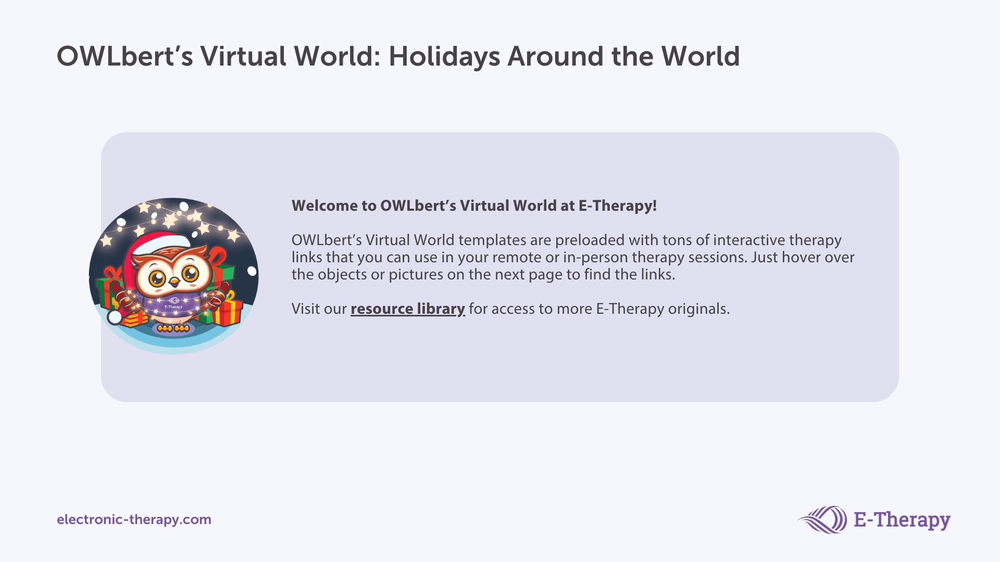 OWLbert’s Virtual World: Holidays Around the World
Welcome to OWLbert’s Virtual World at E-Therapy!
OWLbert’s Virtual World templates are preloaded with tons of interactive therapy
links that you can use in your remote or in-person therapy sessions. Just hover over
the objects or pictures on the next page to find the links.
Visit our resource library for access to more E-Therapy originals.
E-Therapy
electronic-therapy.com
E-Therapy